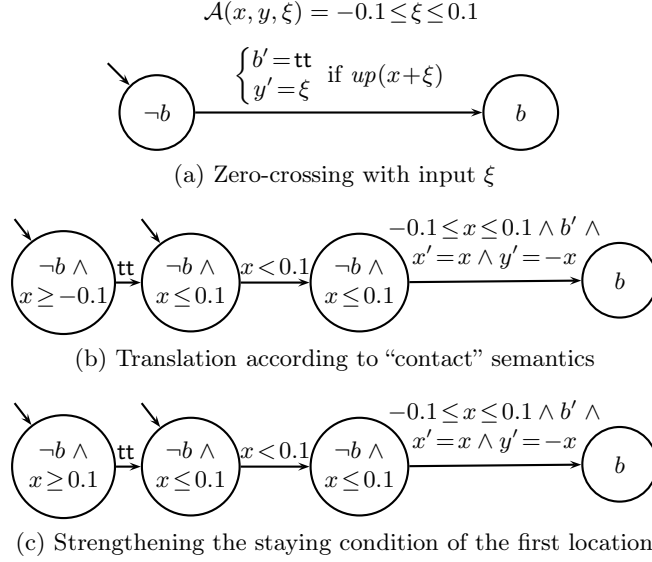 𝒜(x, y, ξ) = −0.1 ≤ ξ ≤ 0.1
{b′ = tt
{y′ = ξ if up(x+ξ)
¬b
b
(a) Zero-crossing with input ξ
−0.1 ≤ x ≤ 0.1 ∧ b′ ∧
x′ = x ∧ y′ = −x
¬b ∧
x ≥ −0.1
tt
¬b ∧
x ≤ 0.1
x < 0.1
¬b ∧
x ≤ 0.1
b
(b) Translation according to “contact” semantics
−0.1 ≤ x ≤ 0.1 ∧ b′ ∧
x′ = x ∧ y′ = −x
¬b ∧
x ≥ 0.1
tt
¬b ∧
x ≤ 0.1
x < 0.1
¬b ∧
x ≤ 0.1
b
(c) Strengthening the staying condition of the first location